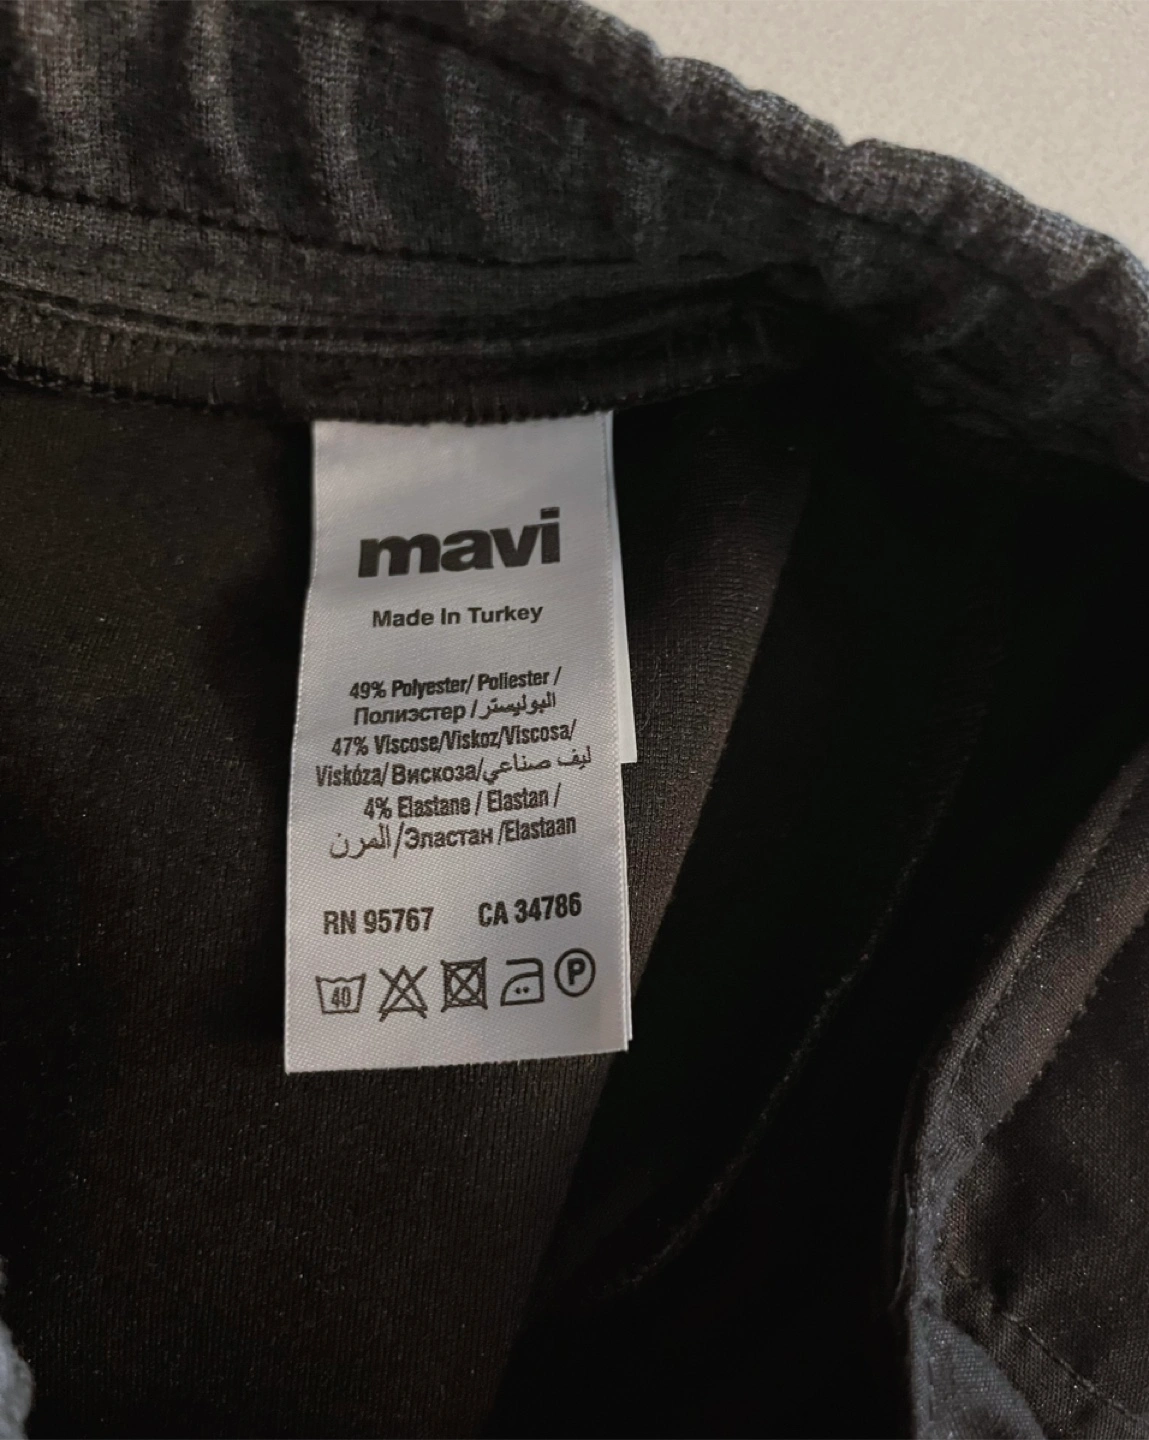 mavi
Made In Turkey
49% Polyester/ Poliester /
Полиэстер / البوليستر
47% Viscose/Viskoz/Viscosa/
Viskóza/Вискоза/ليف صناعي
4% Elastane / Elastan /
المرن/Эластан /Elastaan
RN 95767 CA 34786
40 P